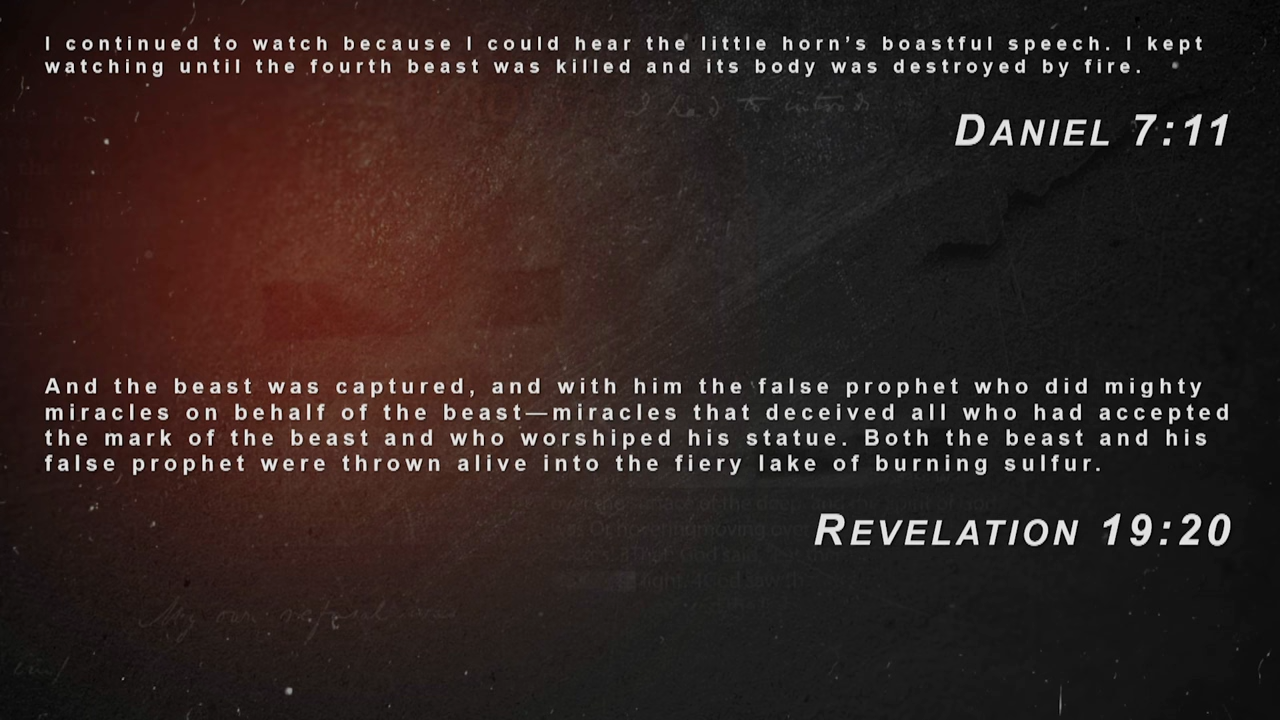 I continued to watch because I could hear the little horn's boastful speech. I kept
watching until the fourth beast was killed and its body was destroyed by fire.
Daniel 7:11
And the beast was captured, and with him the false prophet who did mighty
miracles on behalf of the beast—miracles that deceived all who had accepted
the mark of the beast and who worshiped his statue. Both the beast and his
false prophet were thrown alive into the fiery lake of burning sulfur.
Revelation 19:20